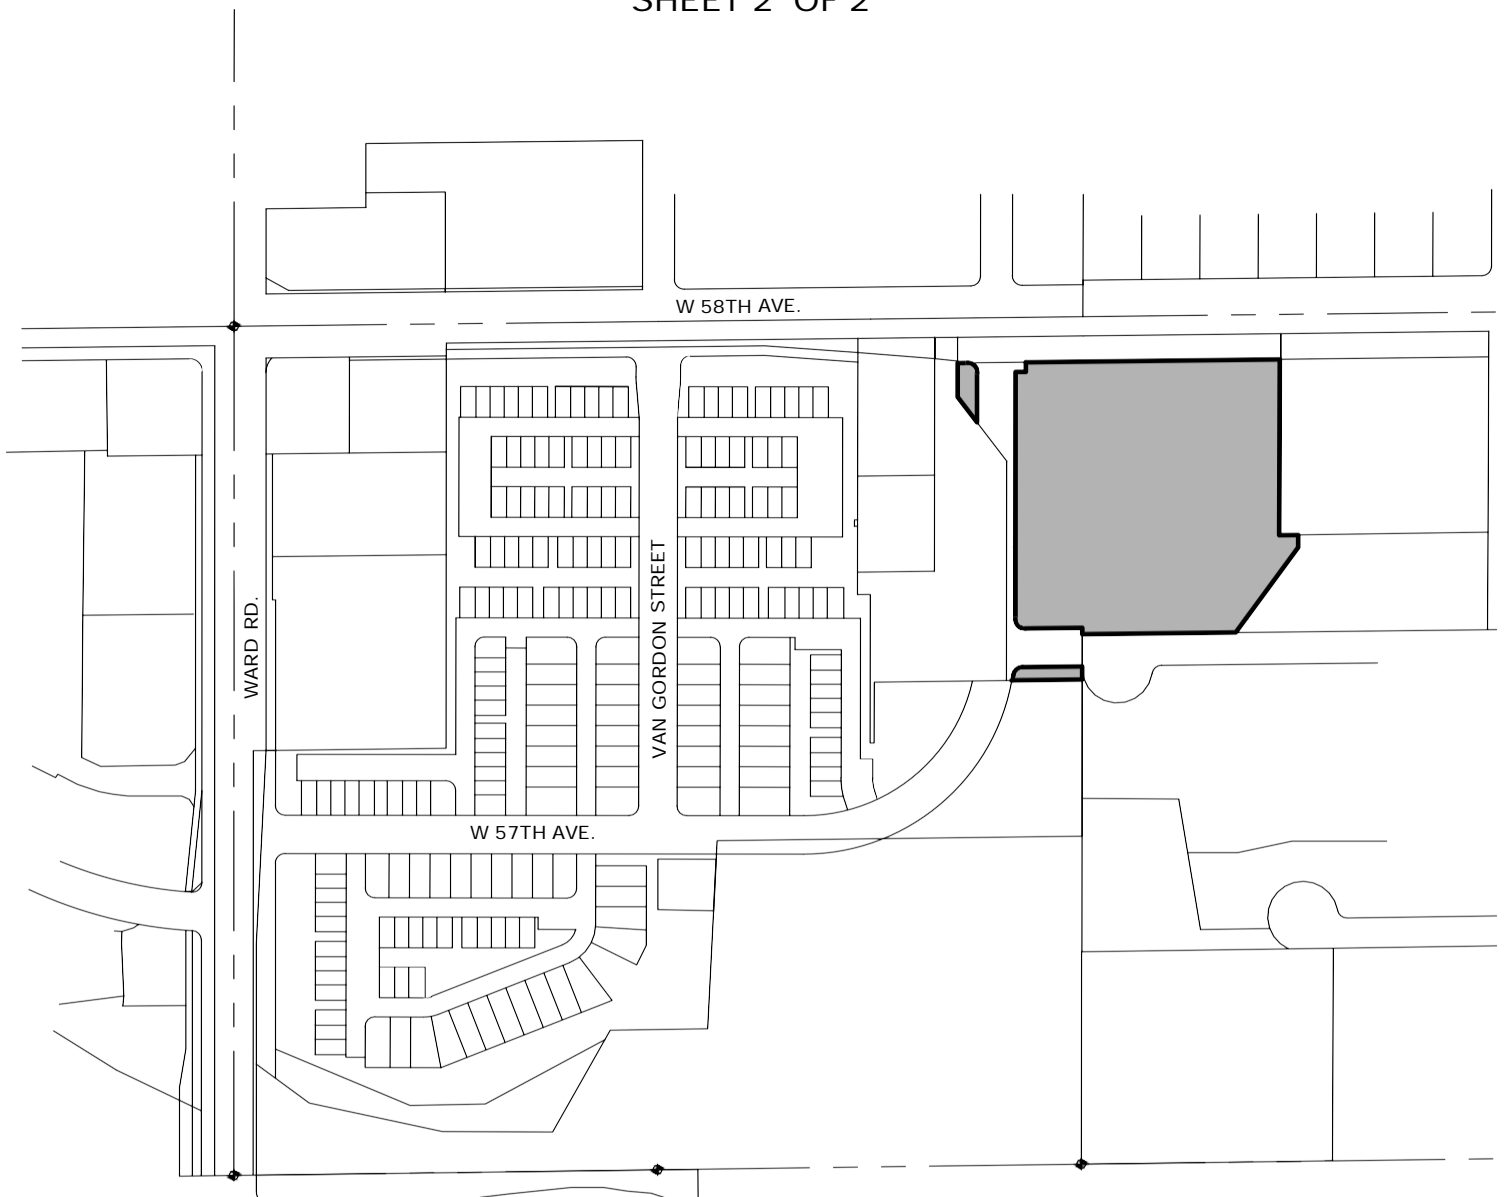 SHEET 2 OF 2
W 58TH AVE.
WARD RD.
VAN GORDON STREET
W 57TH AVE.